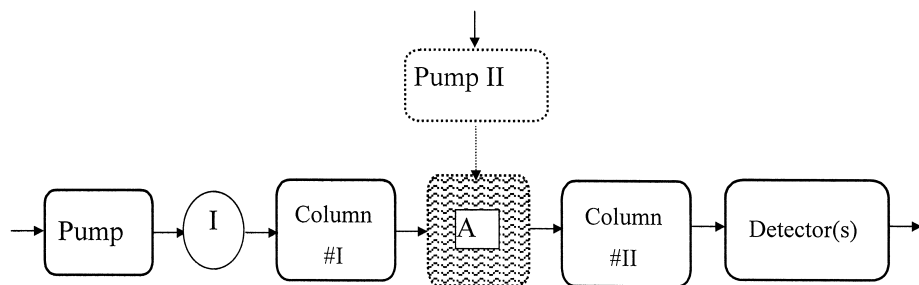 Pump II
Pump
I
Column
#I
A
Column
#II
Detector(s)